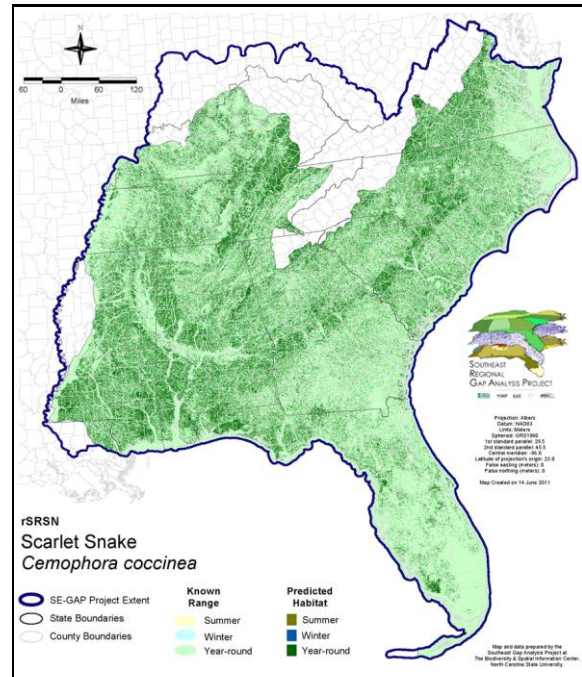 N
60 0 60 120
Miles
SOUTHEAST
REGIONAL
GAP ANALYSIS PROJECT
Projection: Albers
Datum: NAD83
Units: Meters
Spheroid: GRS1980
1st standard parallel: 29.5
2nd standard parallel: 45.5
Central meridian: -96.0
Latitude of projection's origin: 23.0
False easting (meters): 0
False northing (meters): 0
Map Created on 14 June 2011
rSRSN
Scarlet Snake
Cemophora coccinea
SE-GAP Project Extent
State Boundaries
County Boundaries
Known
Range
Summer
Winter
Year-round
Predicted
Habitat
Summer
Winter
Year-round
Map and data prepared by the
Southeast Gap Analysis Project at
The Biodiversity & Spatial Information Center,
North Carolina State University.